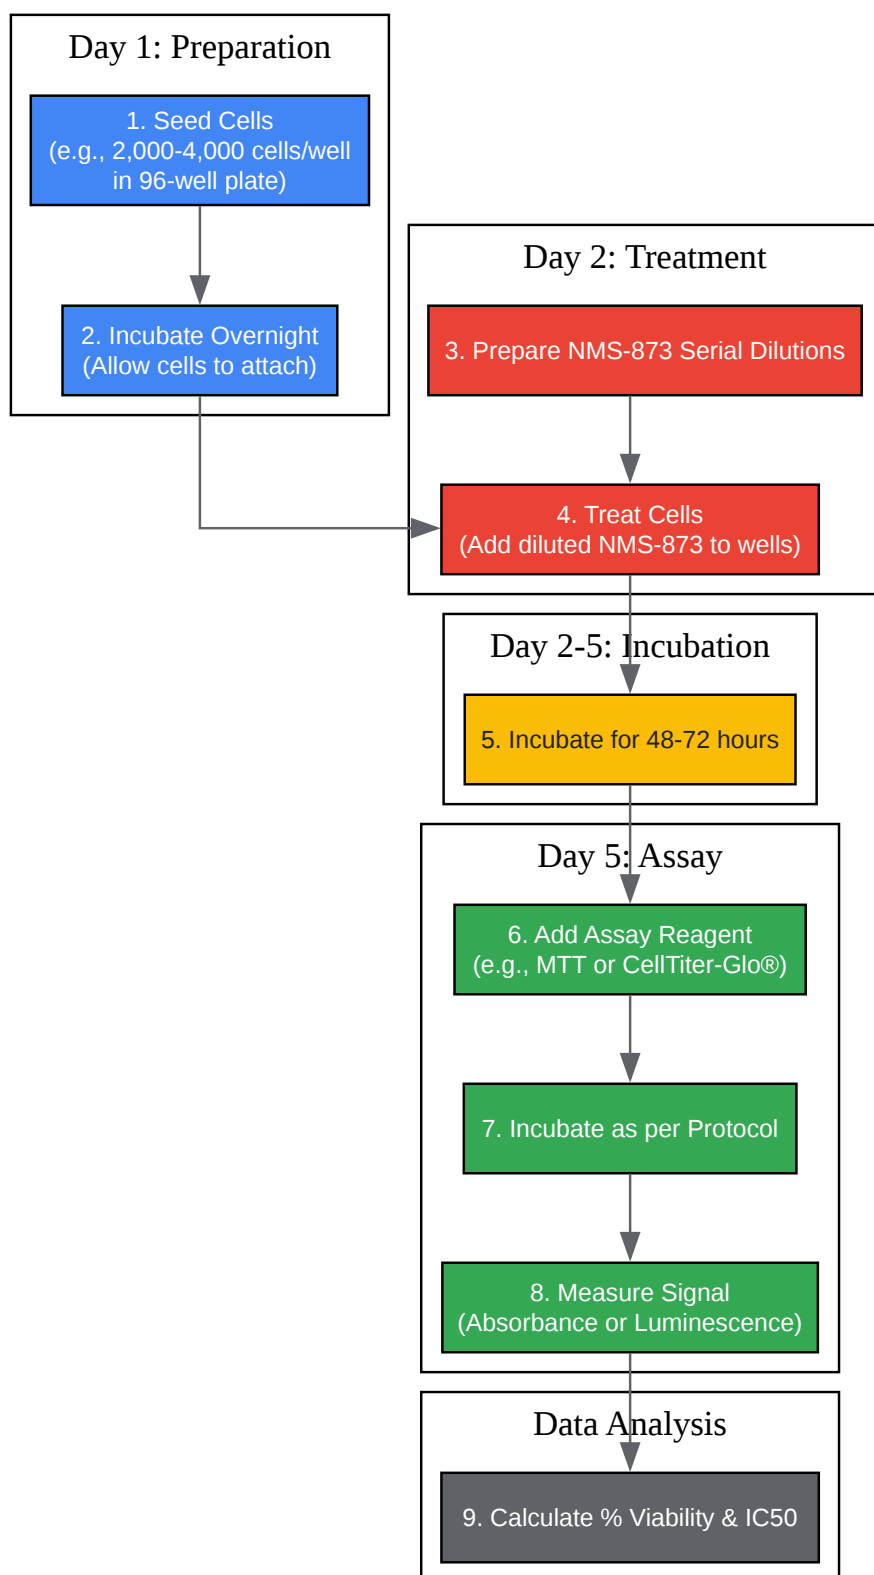 Day 1: Preparation
1. Seed Cells
(e.g., 2,000-4,000 cells/well
in 96-well plate)
2. Incubate Overnight
(Allow cells to attach)
Day 2: Treatment
3. Prepare NMS-873 Serial Dilutions
4. Treat Cells
(Add diluted NMS-873 to wells)
Day 2-5: Incubation
5. Incubate for 48-72 hours
Day 5: Assay
6. Add Assay Reagent
(e.g., MTT or CellTiter-Glo®)
7. Incubate as per Protocol
8. Measure Signal
(Absorbance or Luminescence)
Data Analysis
9. Calculate % Viability & IC50